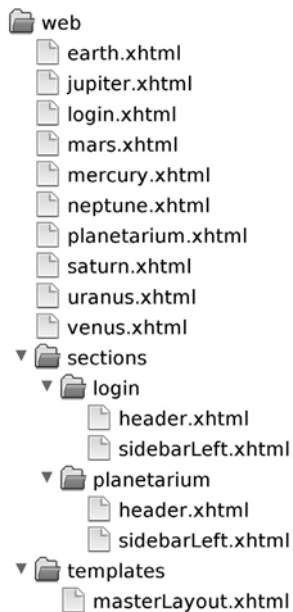 web
earth.xhtml
jupiter.xhtml
login.xhtml
mars.xhtml
mercury.xhtml
neptune.xhtml
planetarium.xhtml
saturn.xhtml
uranus.xhtml
venus.xhtml
sections
login
header.xhtml
sidebarLeft.xhtml
planetarium
header.xhtml
sidebarLeft.xhtml
templates
masterLayout.xhtml